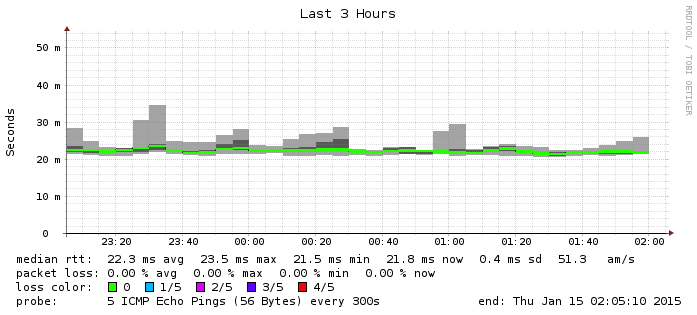 Last 3 Hours
RRDTOOL / TOBI OETIKER
Seconds
50 m
40 m
30 m
20 m
10 m
0
23:20 23:40 00:00 00:20 00:40 01:00 01:20 01:40 02:00
median rtt: 22.3 ms avg 23.5 ms max 21.5 ms min 21.8 ms now 0.4 ms sd 51.3 am/s
packet loss: 0.00 % avg 0.00 % max 0.00 % min 0.00 % now
loss color: 0 1/5 2/5 3/5 4/5
probe: 5 ICMP Echo Pings (56 Bytes) every 300s end: Thu Jan 15 02:05:10 2015